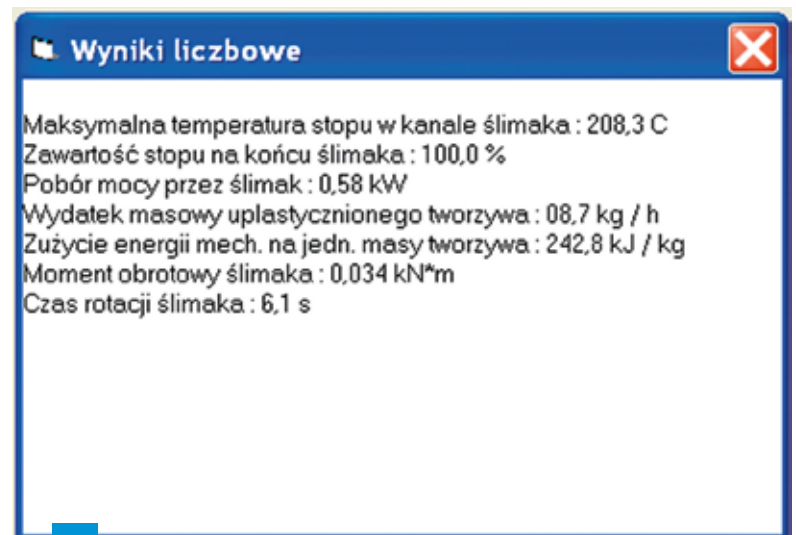 Wyniki liczbowe
Maksymalna temperatura stopu w kanale ślimaka : 208,3 C
Zawartość stopu na końcu ślimaka : 100,0 %
Pobór mocy przez ślimak : 0,58 kW
Wydatek masowy uplastycznionego tworzywa : 08,7 kg / h
Zużycie energii mech. na jedn. masy tworzywa : 242,8 kJ / kg
Moment obrotowy ślimaka : 0,034 kN*m
Czas rotacji ślimaka : 6,1 s